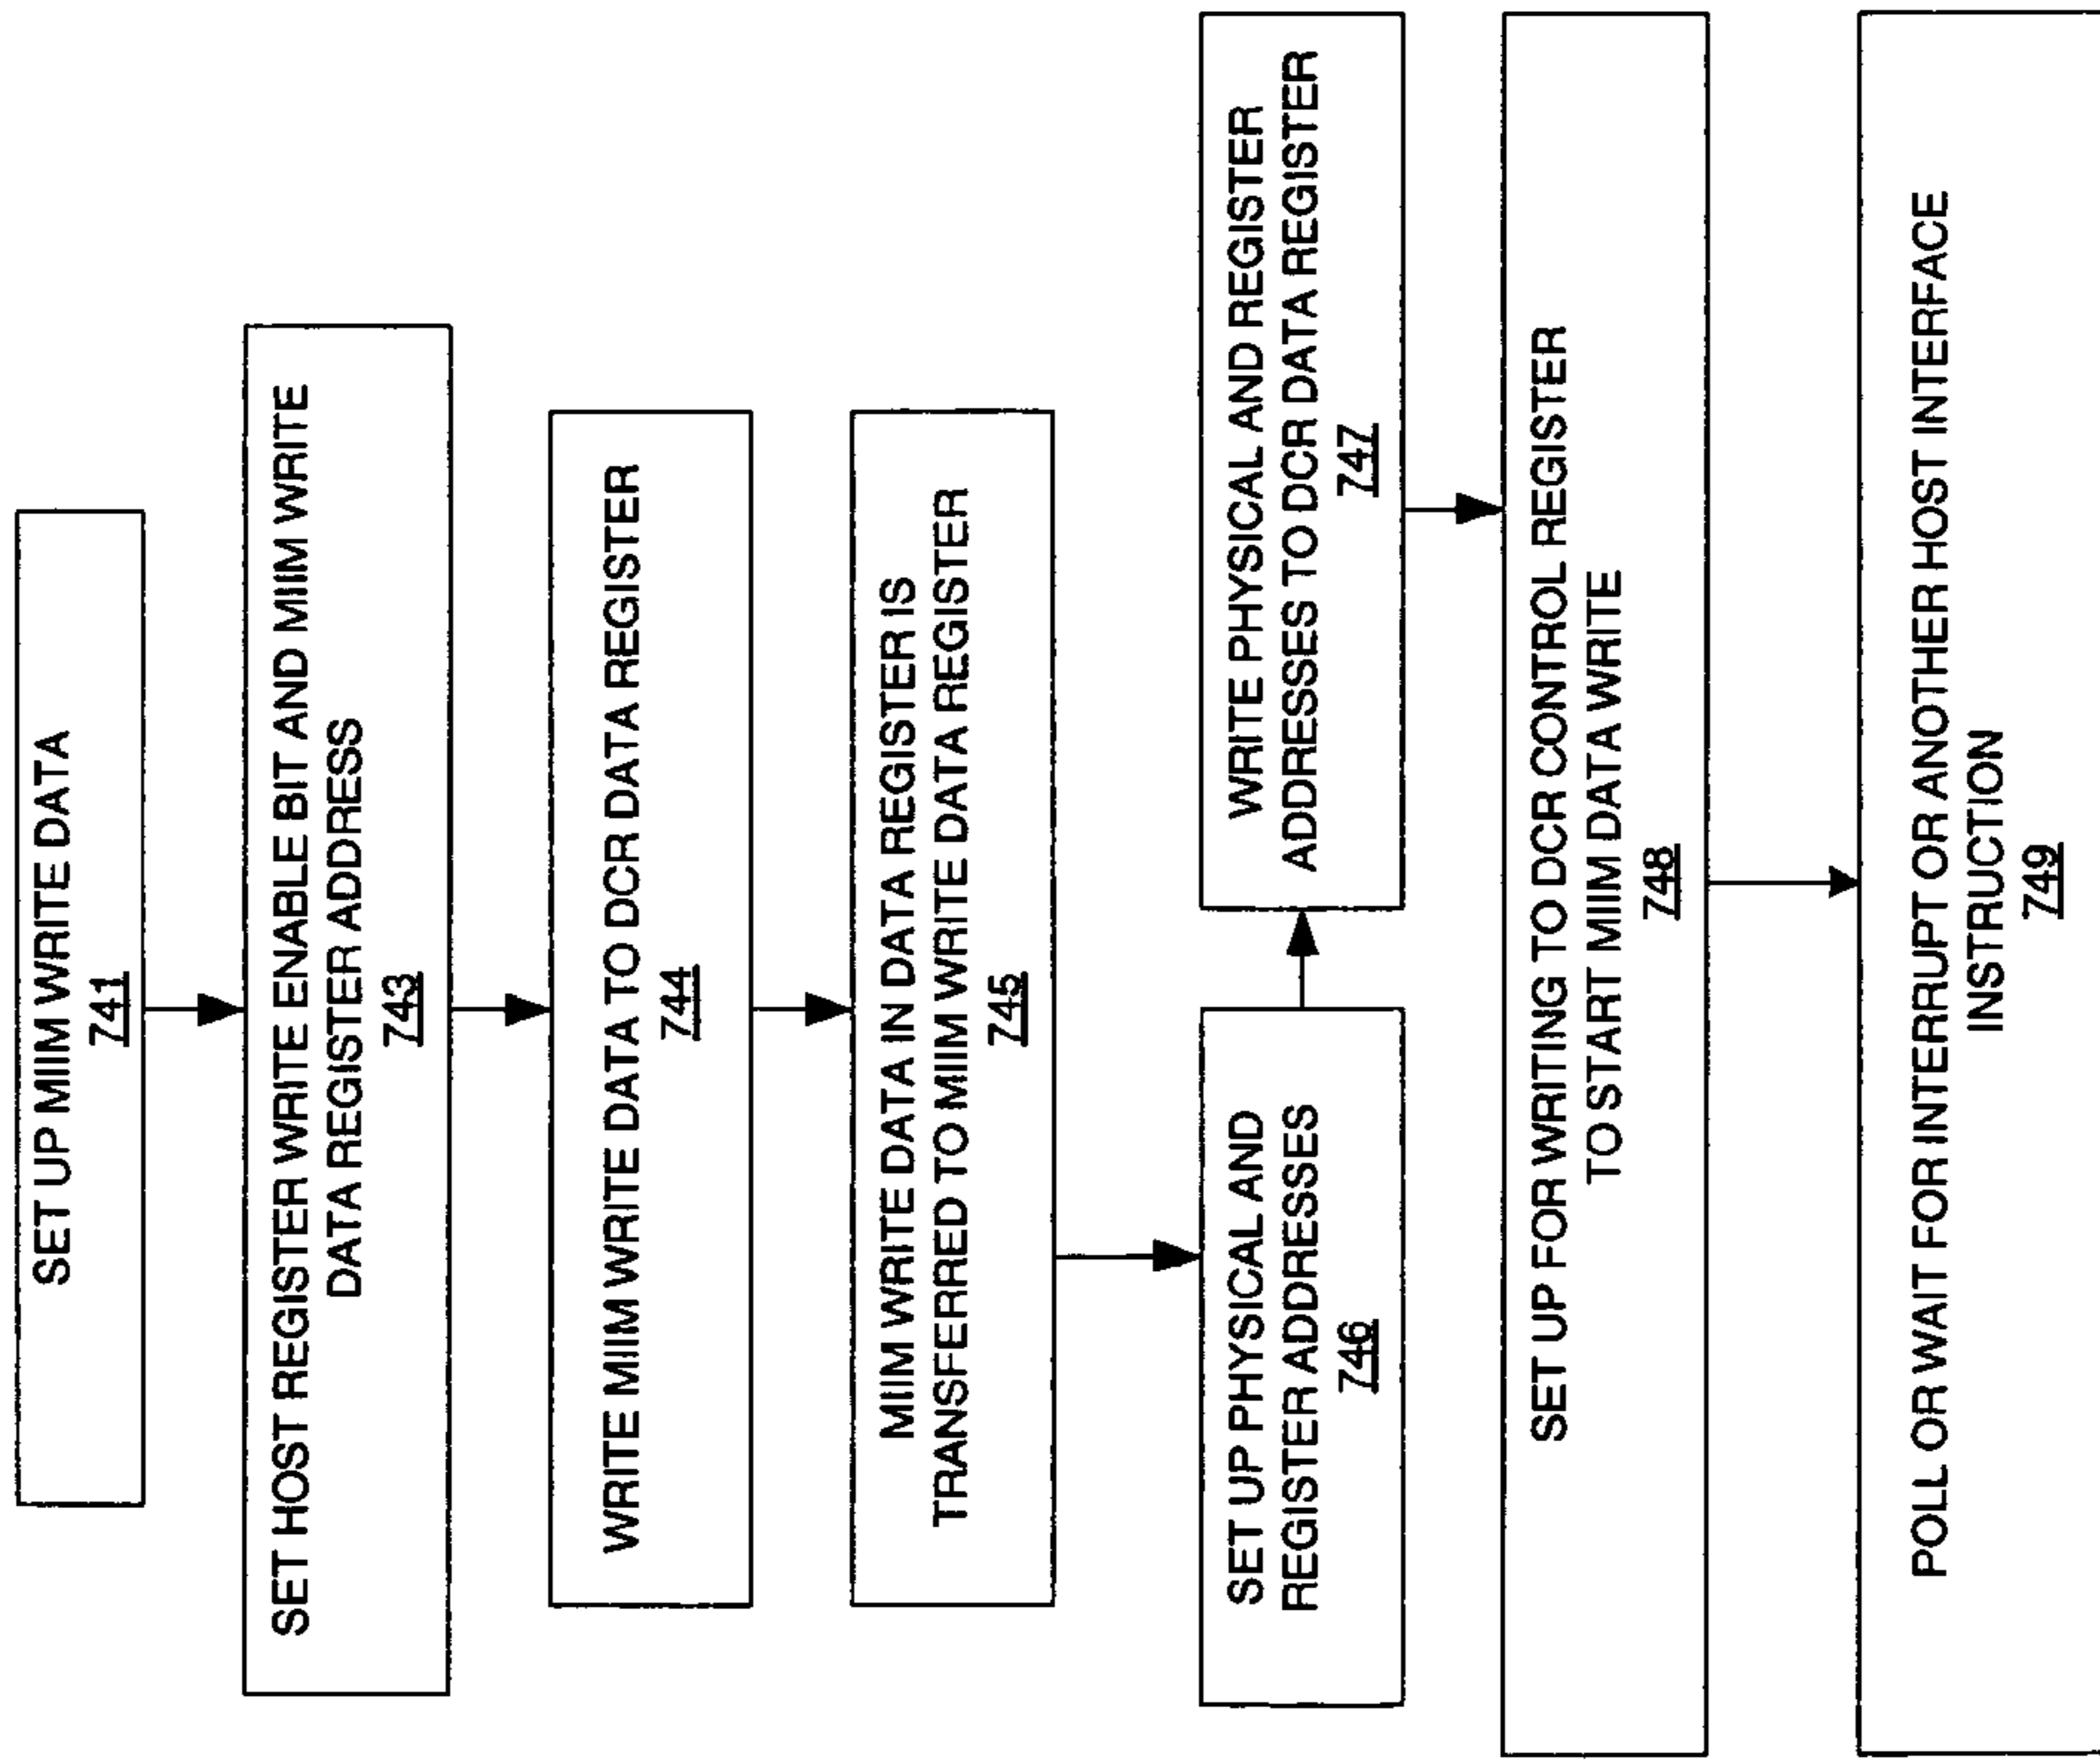 SET UP MIIM WRITE DATA
741
SET HOST REGISTER WRITE ENABLE BIT AND MIIM WRITE
DATA REGISTER ADDRESS
743
WRITE MIIM WRITE DATA TO DCR DATA REGISTER
744
MIIM WRITE DATA IN DATA REGISTER IS
TRANSFERRED TO MIIM WRITE DATA REGISTER
745
SET UP PHYSICAL AND
REGISTER ADDRESSES
746
WRITE PHYSICAL AND REGISTER
ADDRESSES TO DCR DATA REGISTER
747
SET UP FOR WRITING TO DCR CONTROL REGISTER
TO START MIIM DATA WRITE
748
POLL OR WAIT FOR INTERRUPT OR ANOTHER HOST INTERFACE
INSTRUCTION
749